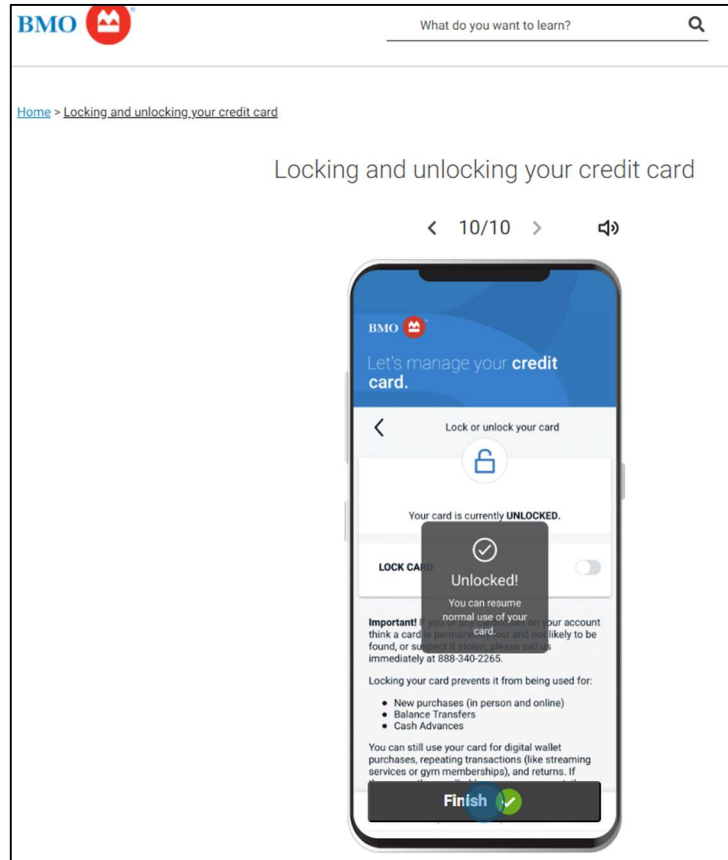 BMO
What do you want to learn?
Home > Locking and unlocking your credit card
Locking and unlocking your credit card
< 10/10 >
BMO
Let's manage your credit
card.
Lock or unlock your card
Your card is currently UNLOCKED.
LOCK CARD
Unlocked!
You can resume
normal use of your
card.
Important! If you or any cardholder on your account
think a card is permanently lost and not likely to be
found, or suspect it stolen, please call us
immediately at 888-340-2265.
Locking your card prevents it from being used for:
• New purchases (in person and online)
• Balance Transfers
• Cash Advances
You can still use your card for digital wallet
purchases, repeating transactions (like streaming
services or gym memberships), and returns. If
Finish